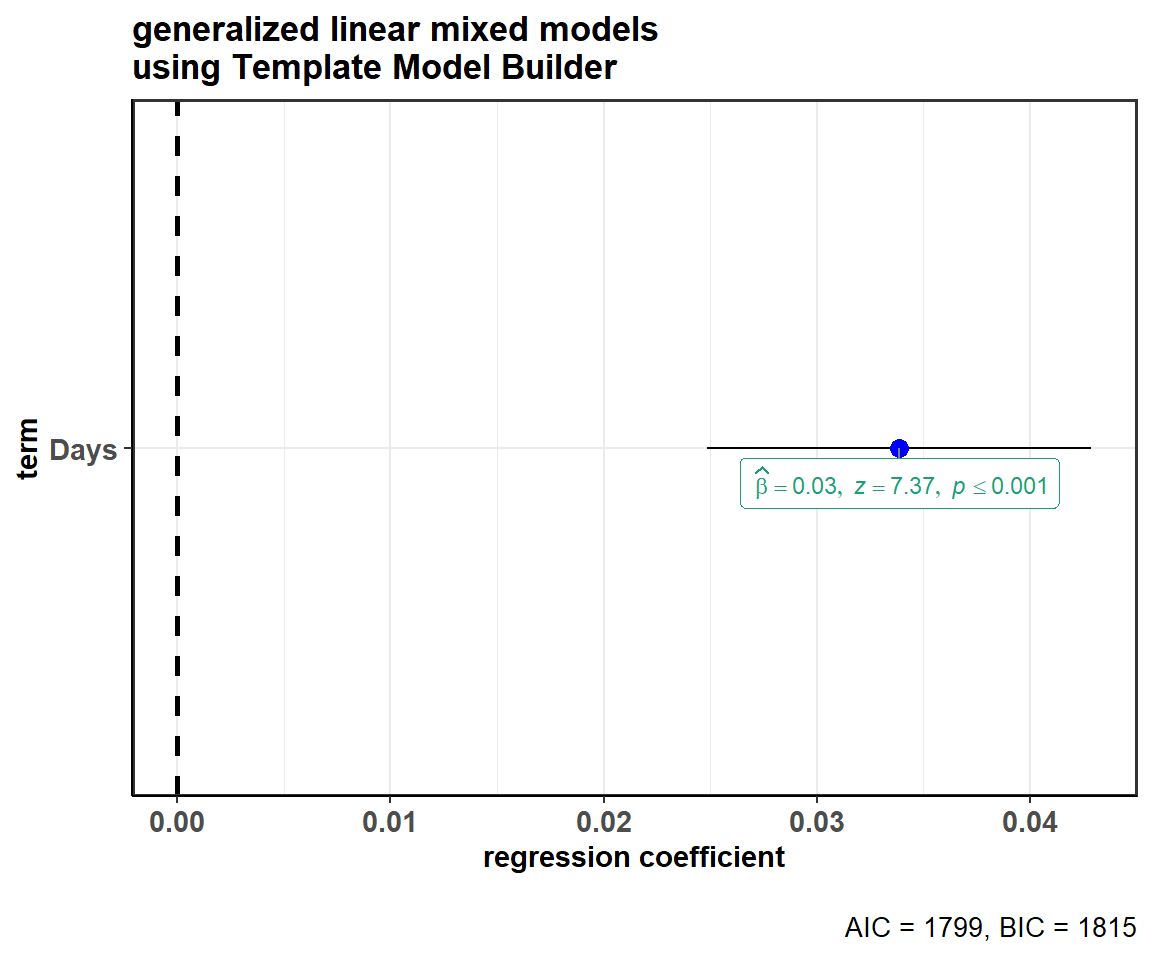 generalized linear mixed models
using Template Model Builder
term
Days
β̂ = 0.03, z = 7.37, p ≤ 0.001
0.00 0.01 0.02 0.03 0.04
regression coefficient
AIC = 1799, BIC = 1815